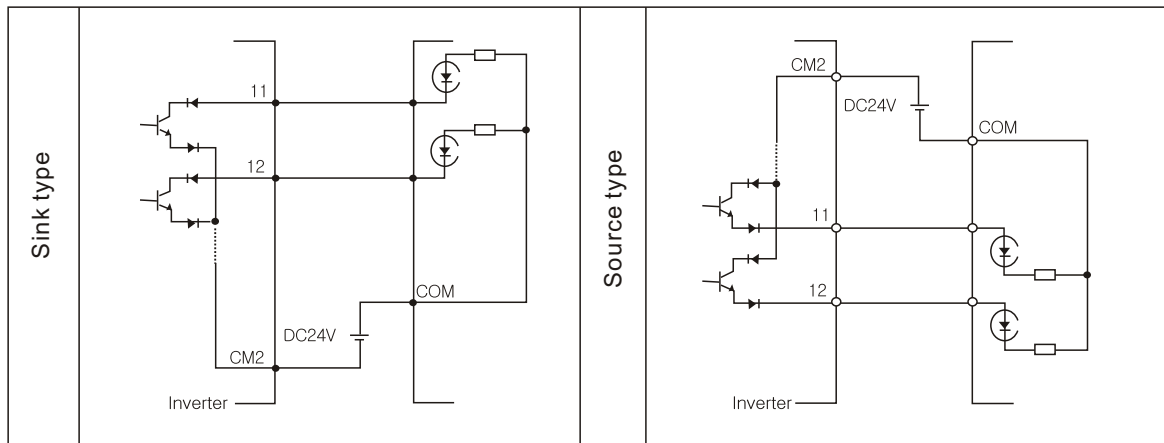 Sink type
11
12
COM
DC24V
CM2
Inverter
Source type
CM2
DC24V
COM
11
12
Inverter